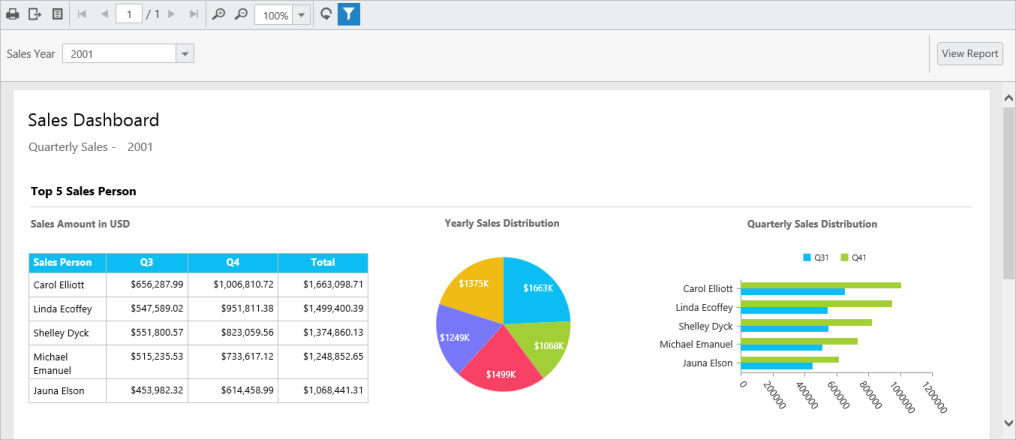 1 / 1 100%
Sales Year 2001 View Report
Sales Dashboard
Quarterly Sales - 2001
Top 5 Sales Person
Sales Amount in USD
Sales Person Q3 Q4 Total
Carol Elliott $656,287.99 $1,006,810.72 $1,663,098.71
Linda Ecoffey $547,589.02 $951,811.38 $1,499,400.39
Shelley Dyck $551,800.57 $823,059.56 $1,374,860.13
Michael
Emanuel $515,235.53 $733,617.12 $1,248,852.65
Jauna Elson $453,982.32 $614,458.99 $1,068,441.31
Yearly Sales Distribution
$1375K
$1663K
$1249K
$1068K
$1499K
Quarterly Sales Distribution
Q31 Q41
Carol Elliott
Linda Ecoffey
Shelley Dyck
Michael Emanuel
Jauna Elson
0 200000 400000 600000 800000 1000000 1200000